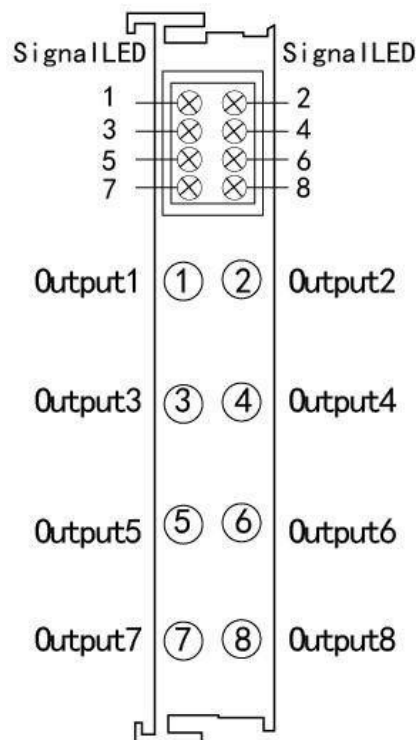 SignalLED SignalLED
1 2
3 4
5 6
7 8
Output1 1 2 Output2
Output3 3 4 Output4
Output5 5 6 Output6
Output7 7 8 Output8